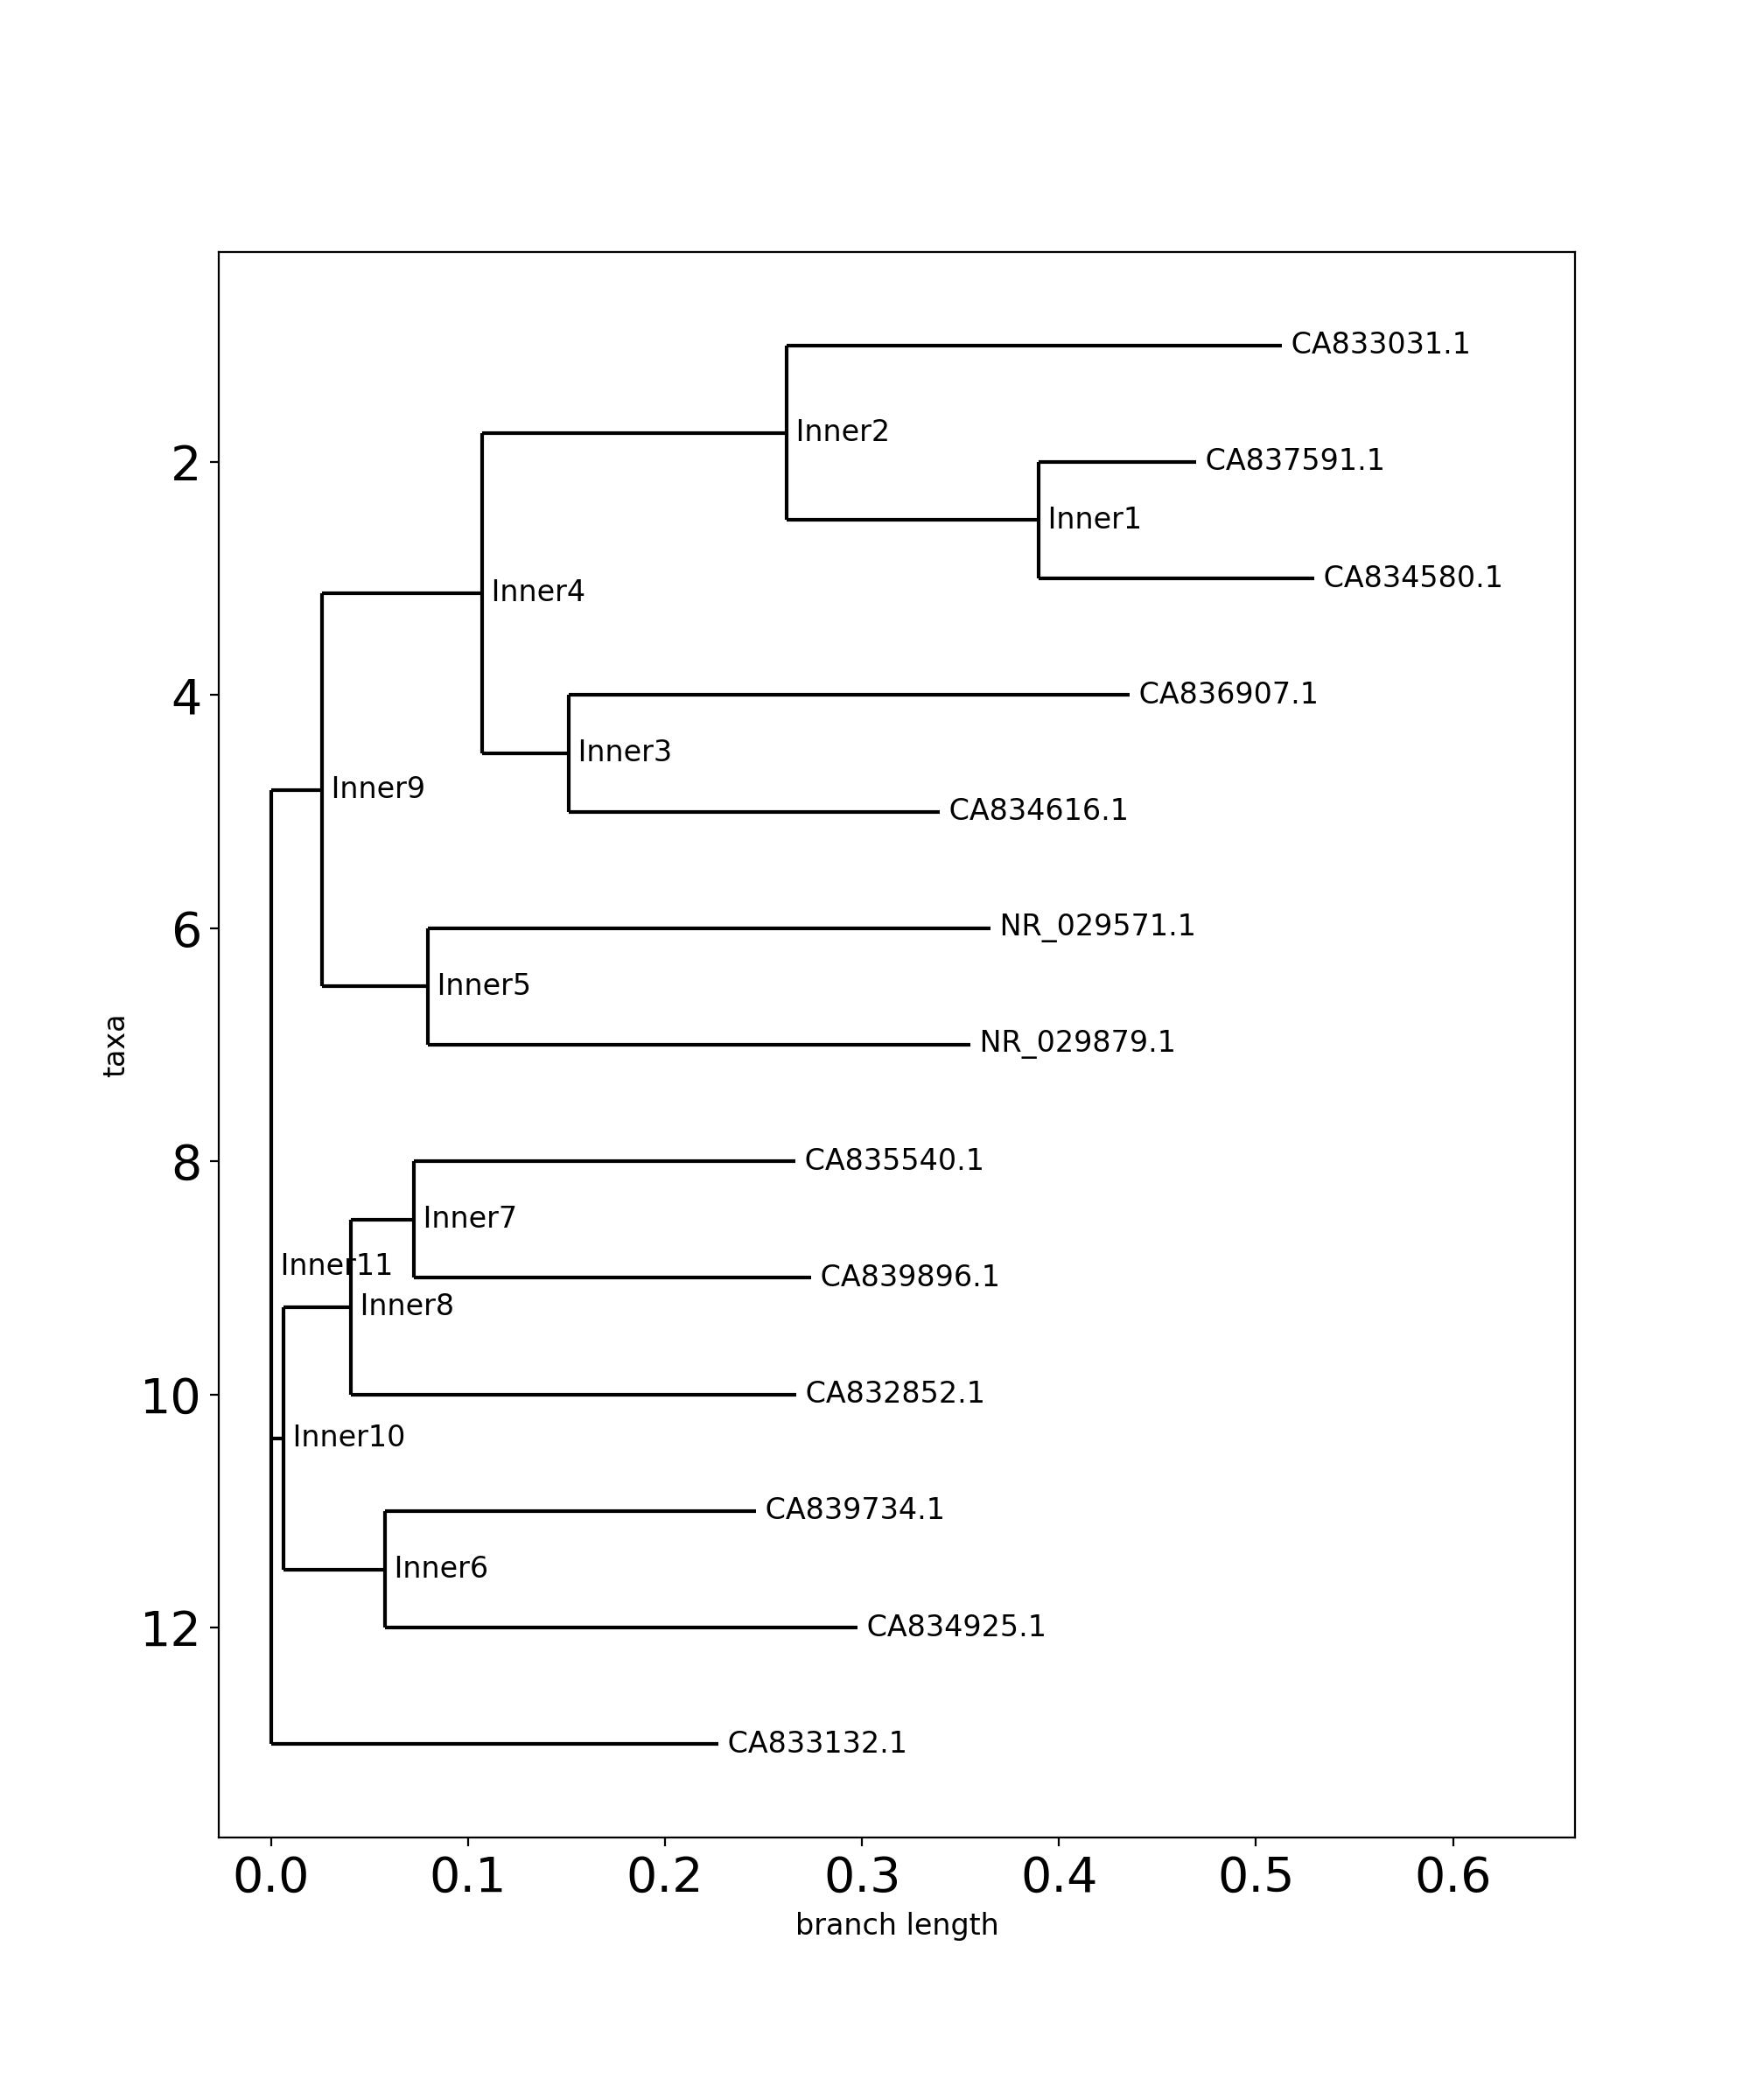 CA833031.1
Inner2
2
CA837591.1
Inner1
CA834580.1
Inner4
4
CA836907.1
Inner3
Inner9
CA834616.1
6
NR_029571.1
Inner5
taxa
NR_029879.1
8
CA835540.1
Inner7
Inner11
CA839896.1
Inner8
10
CA832852.1
Inner10
CA839734.1
Inner6
12
CA834925.1
CA833132.1
0.0 0.1 0.2 0.3 0.4 0.5 0.6
branch length